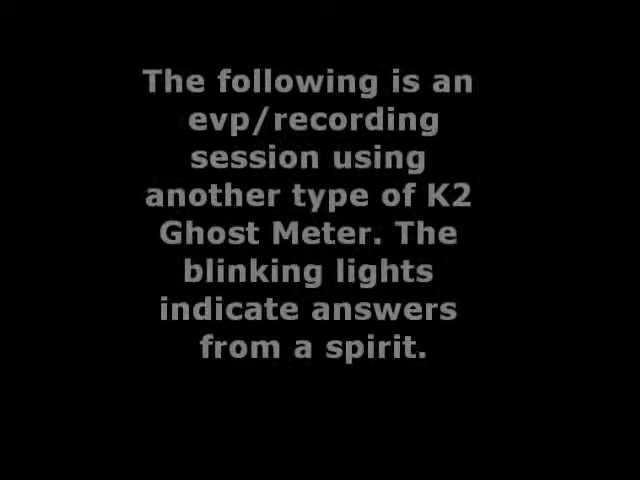 The following is an
evp/recording
session using
another type of K2
Ghost Meter. The
blinking lights
indicate answers
from a spirit.